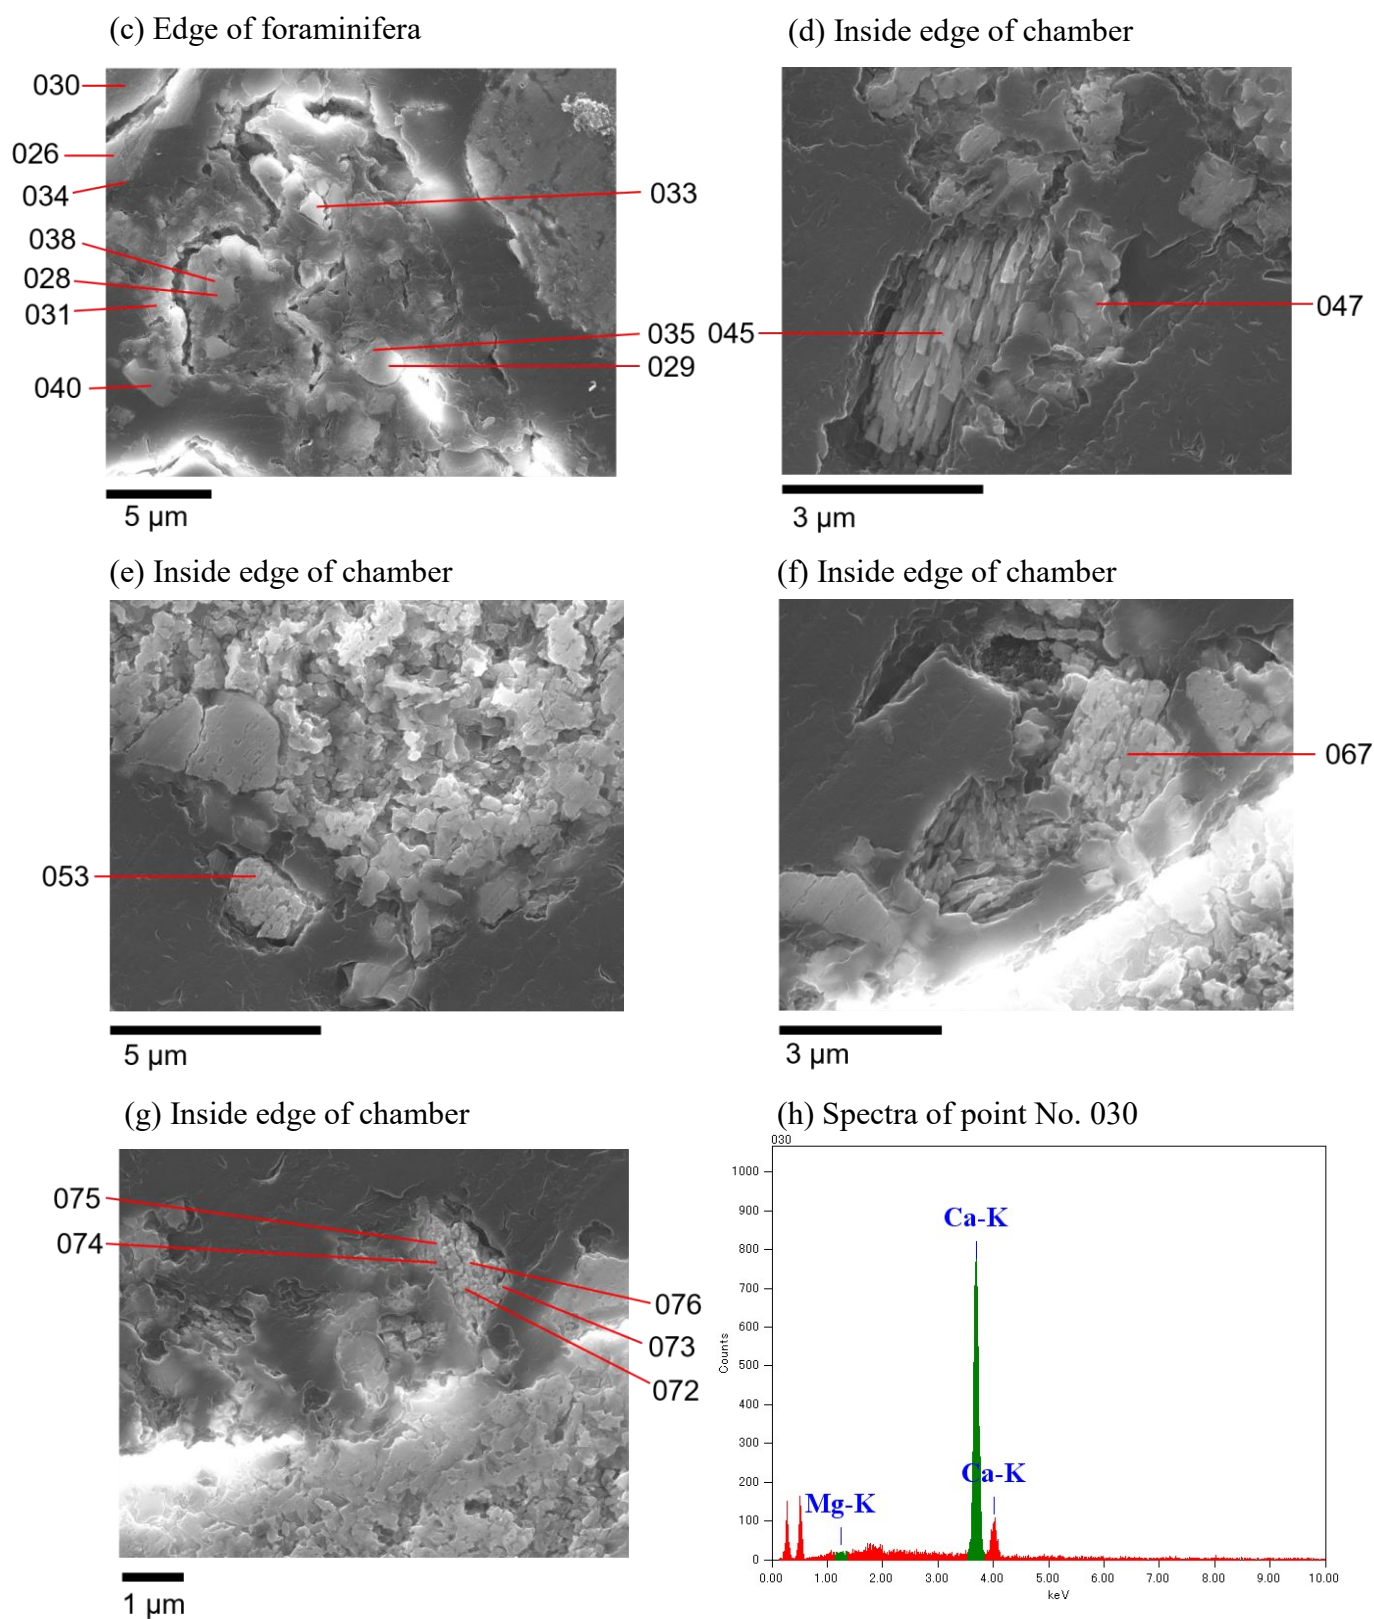 (c) Edge of foraminifera
030
026
034
038
028
031
040
033
035
029
5 µm
(d) Inside edge of chamber
045
047
3 µm
(e) Inside edge of chamber
053
5 µm
(f) Inside edge of chamber
067
3 µm
(g) Inside edge of chamber
075
074
076
073
072
1 µm
(h) Spectra of point No. 030
030
1000
900
800
700
600
500
400
300
200
100
0
Counts
Ca-K
Ca-K
Mg-K
0.00 1.00 2.00 3.00 4.00 5.00 6.00 7.00 8.00 9.00 10.00
keV